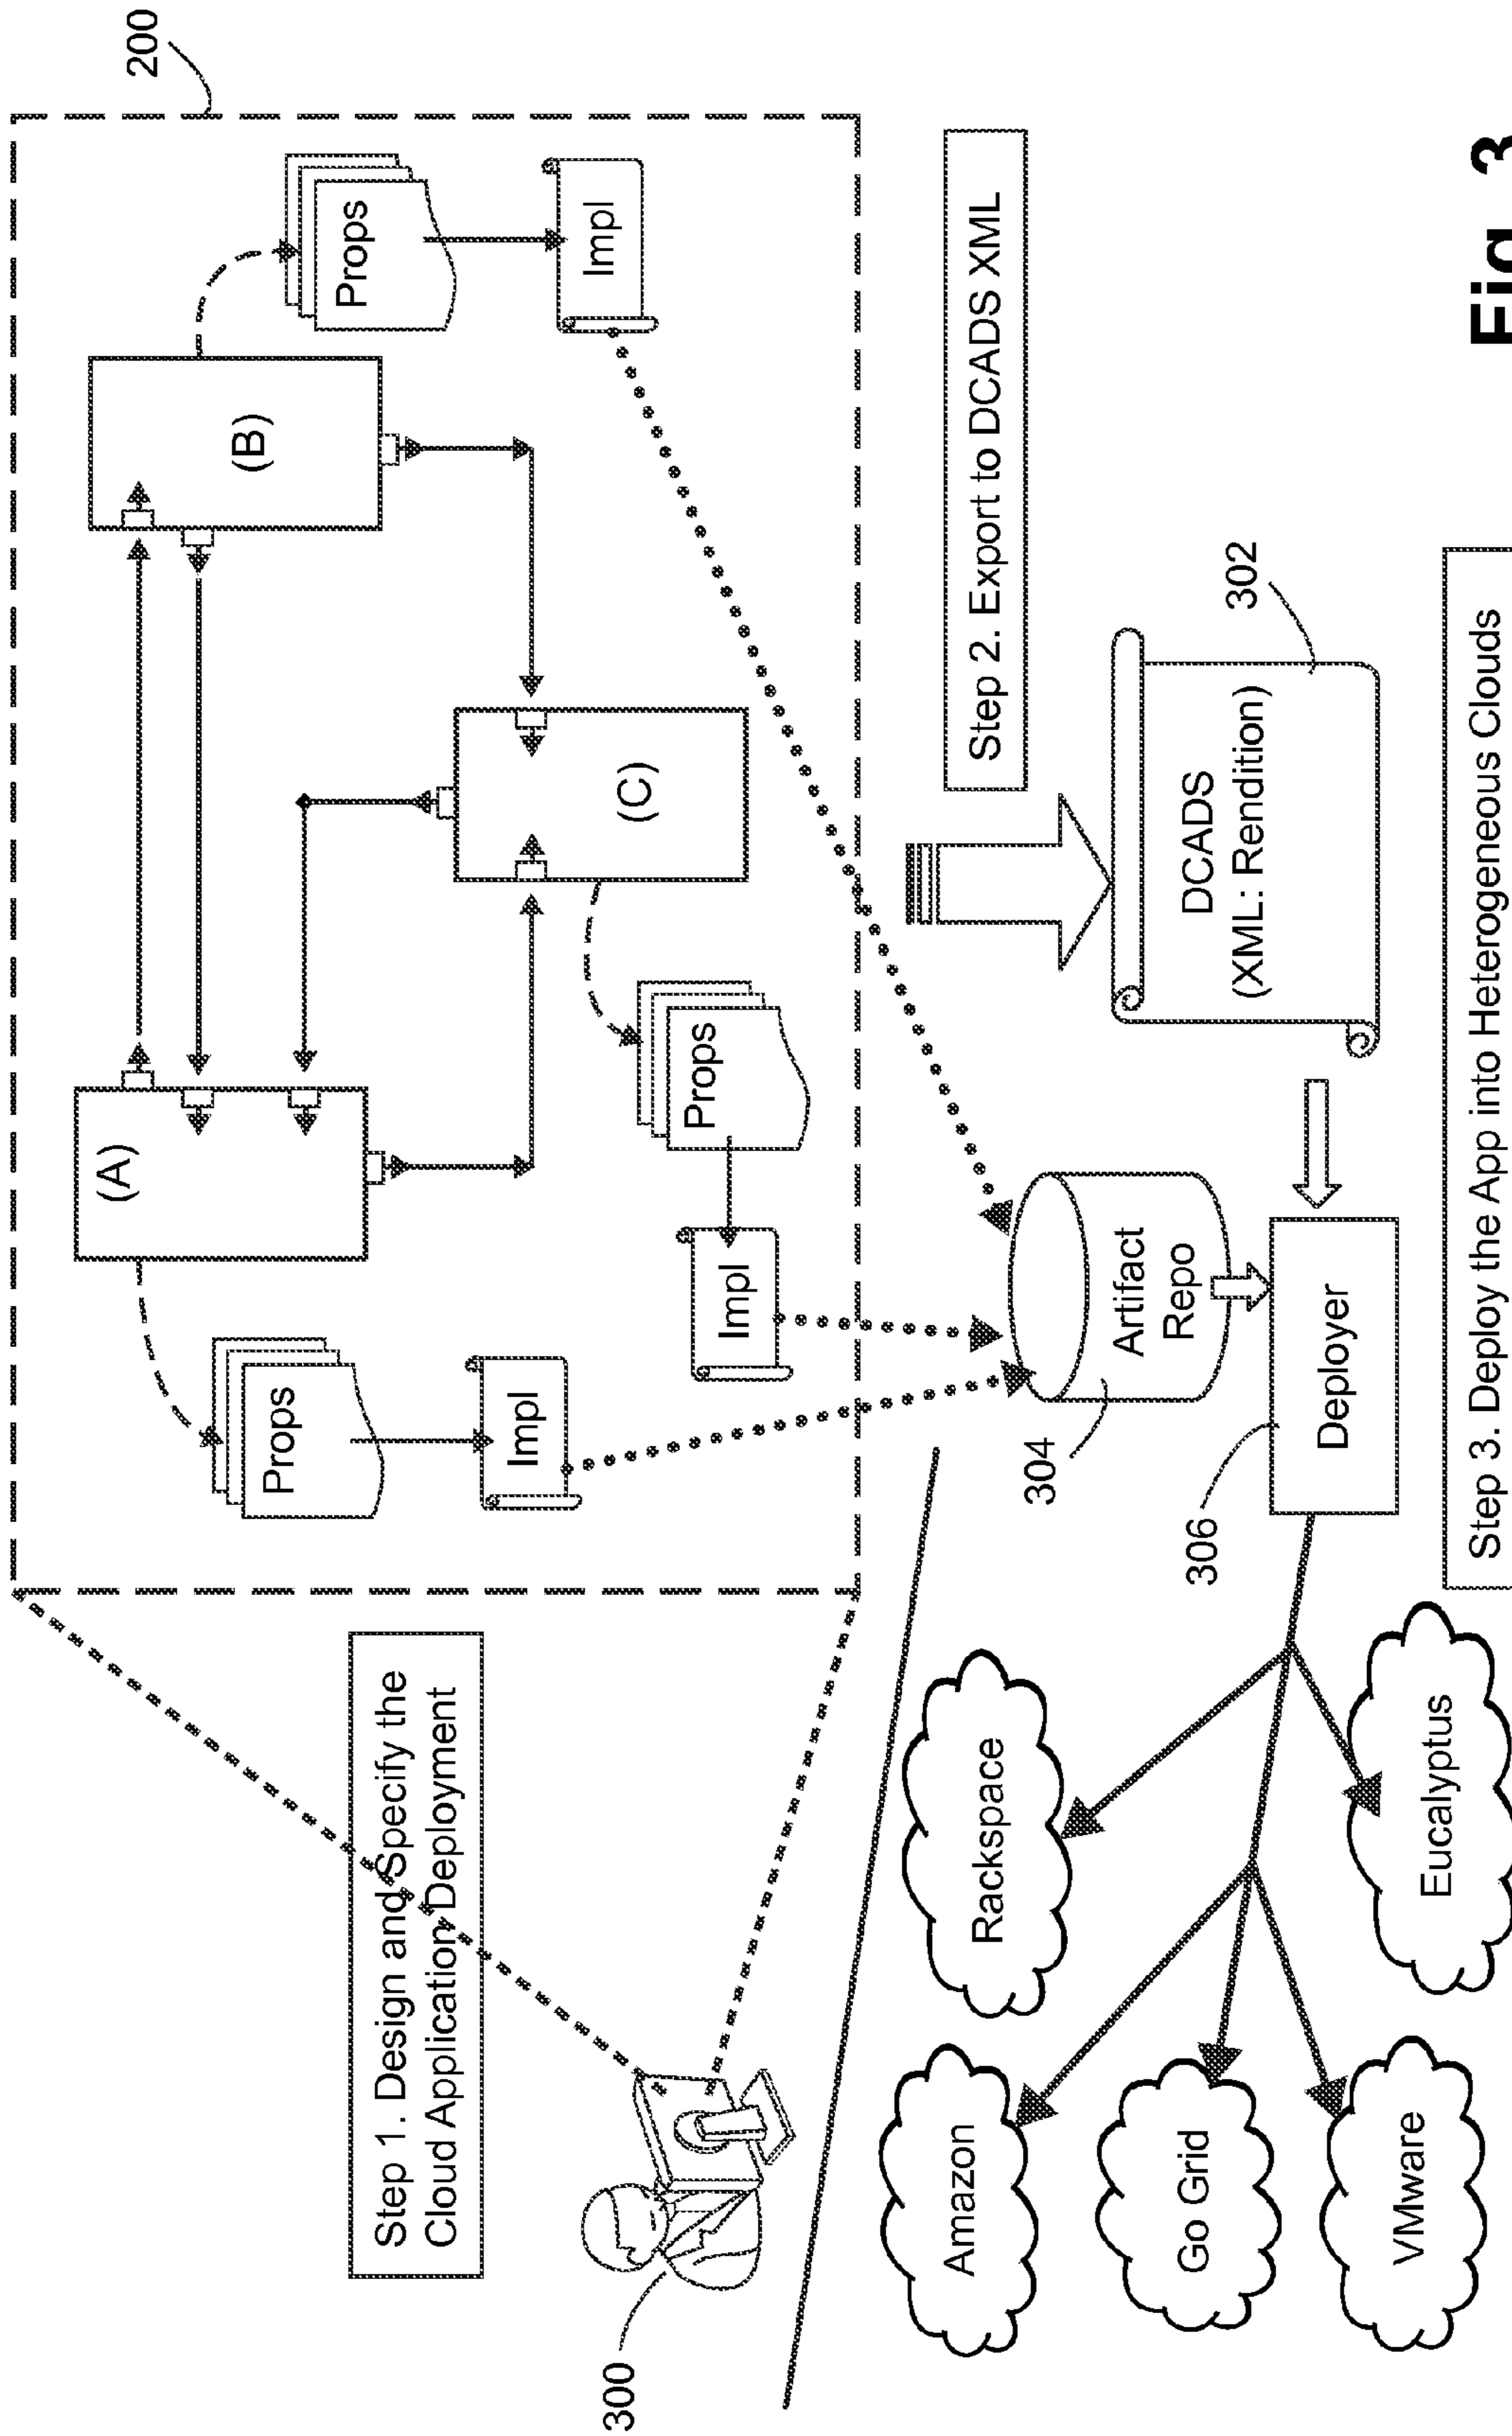 200
Step 1. Design and Specify the
Cloud Application Deployment
(A)
(B)
(C)
Props
Impl
Props
Impl
Props
Impl
300
Step 2. Export to DCADS XML
DCADS
(XML: Rendition)
302
Artifact
Repo
304
Deployer
306
Rackspace
Amazon
Go Grid
VMware
Eucalyptus
Step 3. Deploy the App into Heterogeneous Clouds
Fig. 3